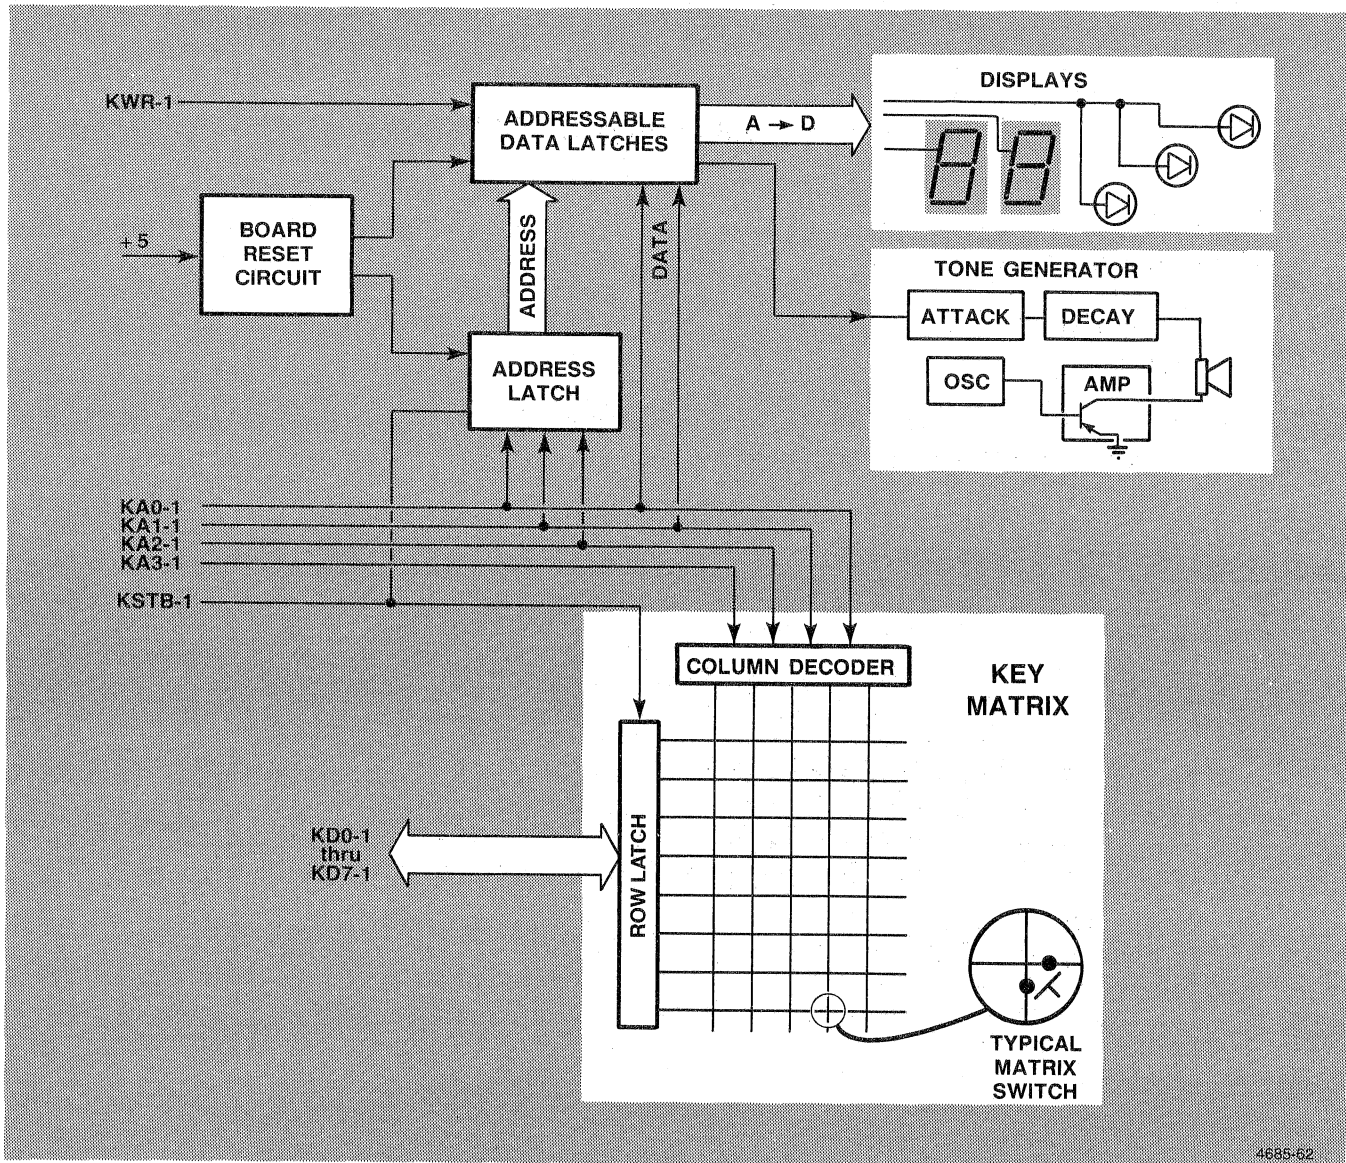 KWR-1
ADDRESSABLE
DATA LATCHES
A → D
DISPLAYS
+5
BOARD
RESET
CIRCUIT
ADDRESS
DATA
TONE GENERATOR
ATTACK
DECAY
OSC
AMP
ADDRESS
LATCH
KA0-1
KA1-1
KA2-1
KA3-1
KSTB-1
COLUMN DECODER
KEY
MATRIX
ROW LATCH
KD0-1
thru
KD7-1
TYPICAL
MATRIX
SWITCH
4685-62